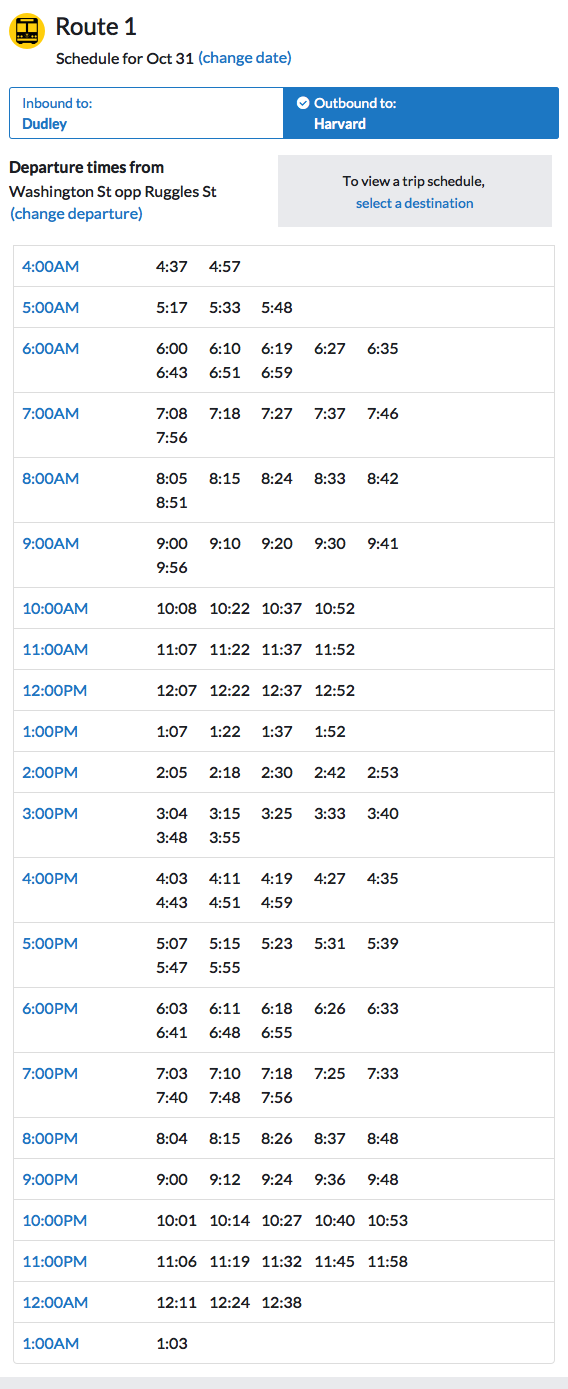 Route 1
Schedule for Oct 31 (change date)
Inbound to:
Dudley
Outbound to:
Harvard
Departure times from
Washington St opp Ruggles St
(change departure)
To view a trip schedule,
select a destination
4:00AM 4:37 4:57
5:00AM 5:17 5:33 5:48
6:00AM 6:00 6:10 6:19 6:27 6:35
6:43 6:51 6:59
7:00AM 7:08 7:18 7:27 7:37 7:46
7:56
8:00AM 8:05 8:15 8:24 8:33 8:42
8:51
9:00AM 9:00 9:10 9:20 9:30 9:41
9:56
10:00AM 10:08 10:22 10:37 10:52
11:00AM 11:07 11:22 11:37 11:52
12:00PM 12:07 12:22 12:37 12:52
1:00PM 1:07 1:22 1:37 1:52
2:00PM 2:05 2:18 2:30 2:42 2:53
3:00PM 3:04 3:15 3:25 3:33 3:40
3:48 3:55
4:00PM 4:03 4:11 4:19 4:27 4:35
4:43 4:51 4:59
5:00PM 5:07 5:15 5:23 5:31 5:39
5:47 5:55
6:00PM 6:03 6:11 6:18 6:26 6:33
6:41 6:48 6:55
7:00PM 7:03 7:10 7:18 7:25 7:33
7:40 7:48 7:56
8:00PM 8:04 8:15 8:26 8:37 8:48
9:00PM 9:00 9:12 9:24 9:36 9:48
10:00PM 10:01 10:14 10:27 10:40 10:53
11:00PM 11:06 11:19 11:32 11:45 11:58
12:00AM 12:11 12:24 12:38
1:00AM 1:03